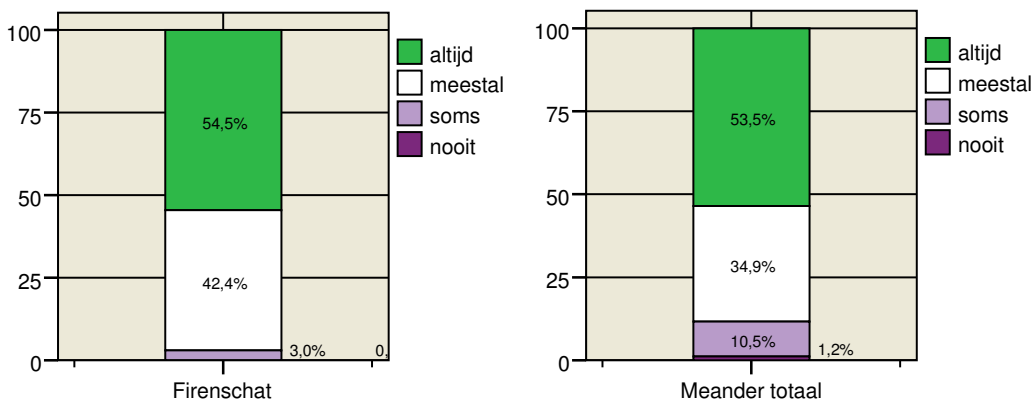 100
75
50
25
0
54,5%
42,4%
3,0%
0,
Firenschat
altijd
meestal
soms
nooit
100
75
50
25
0
53,5%
34,9%
10,5%
1,2%
Meander totaal
altijd
meestal
soms
nooit